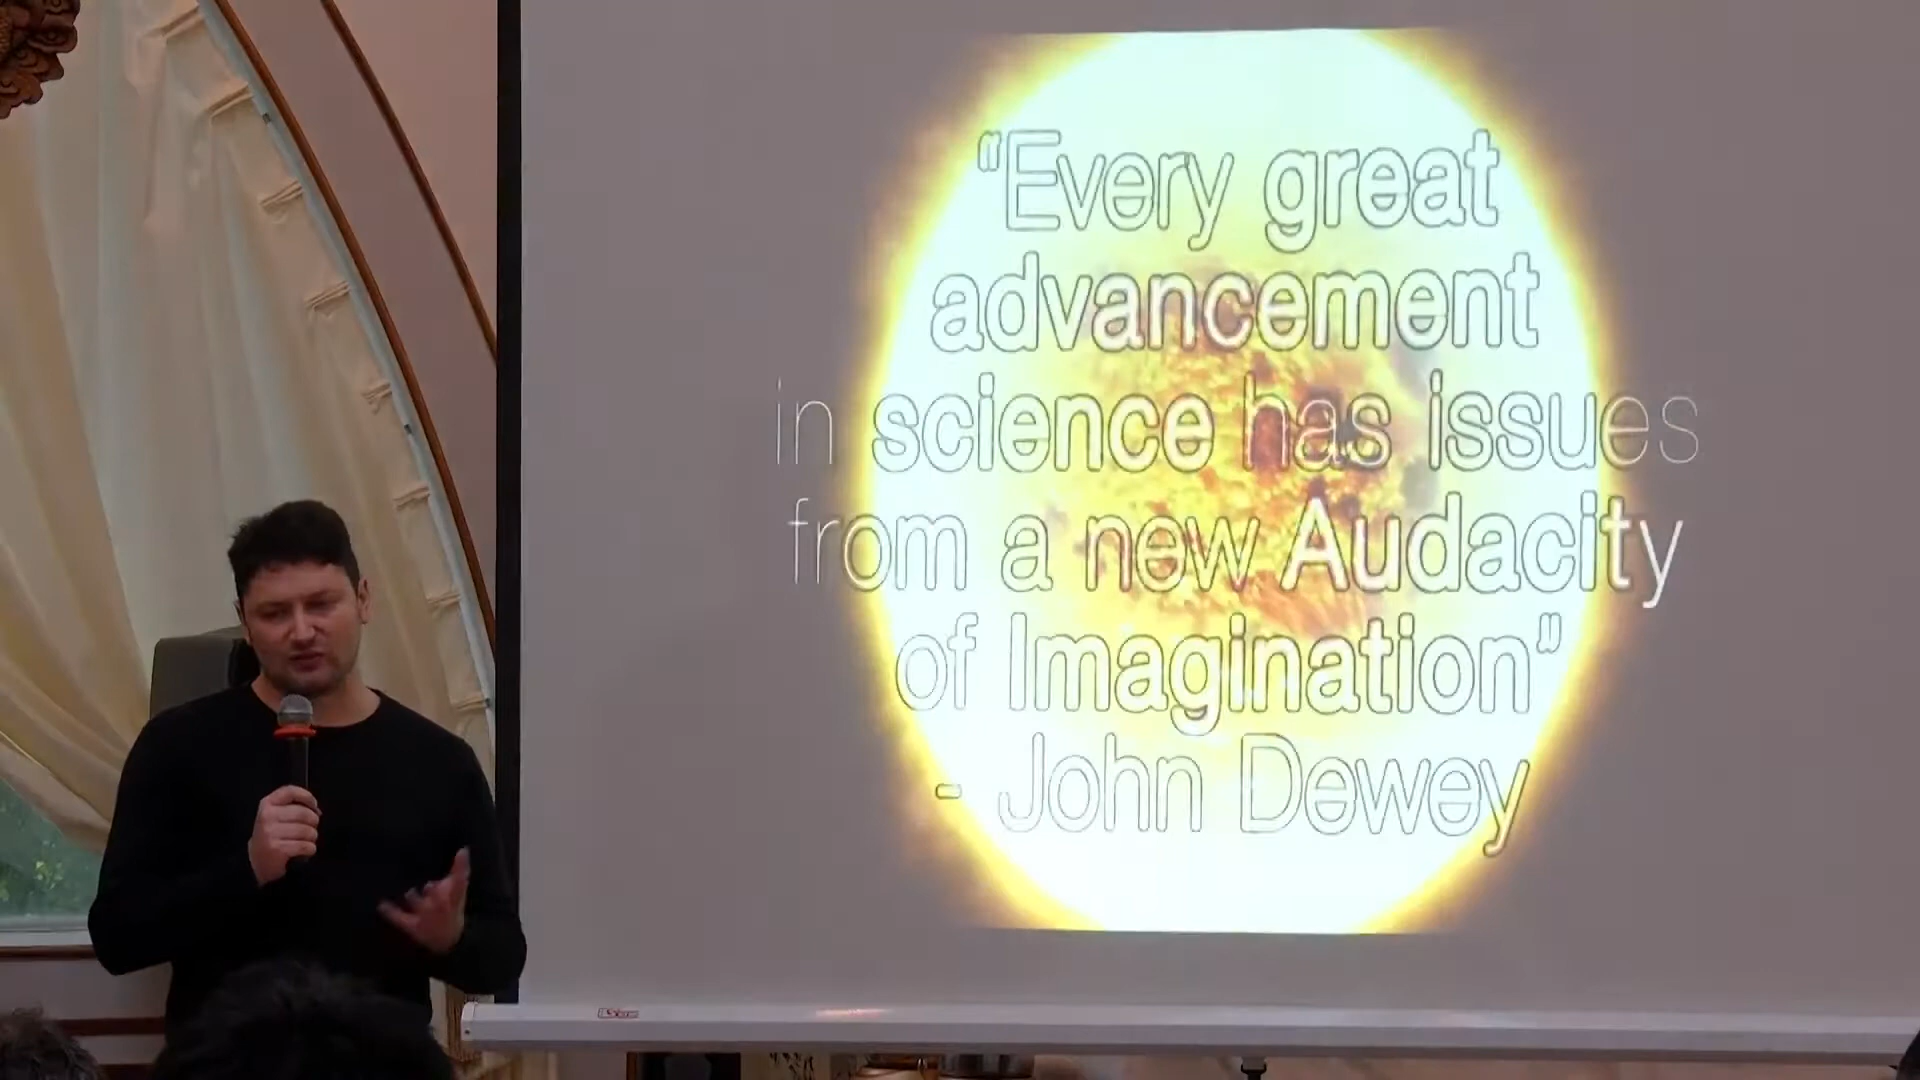 "Every great
advancement
in science has issues
from a new Audacity
of Imagination"
- John Dewey